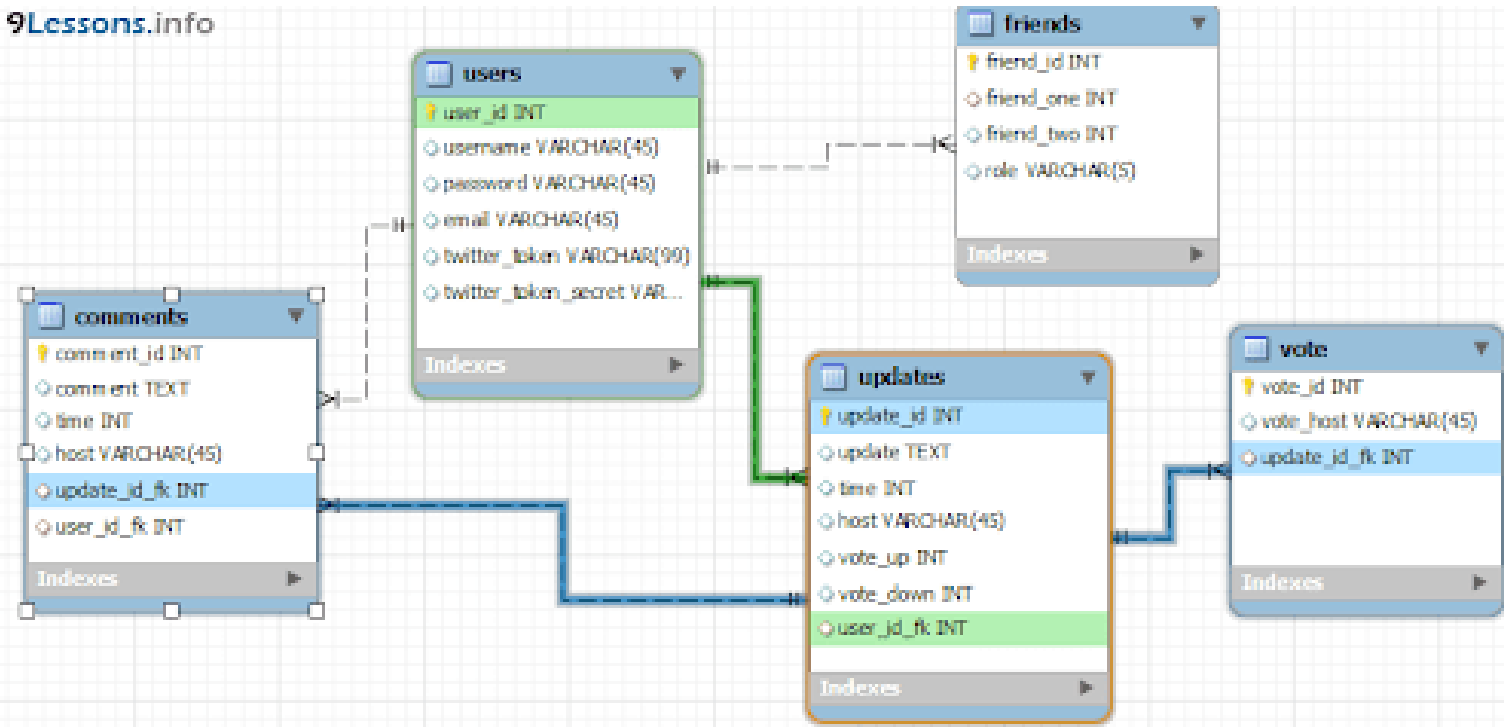 9Lessons.info
users
user_id INT
username VARCHAR(45)
password VARCHAR(45)
email VARCHAR(45)
twitter_token VARCHAR(99)
twitter_token_secret VAR...
Indexes
friends
friend_id INT
friend_one INT
friend_two INT
role VARCHAR(5)
Indexes
comments
comment_id INT
comment TEXT
time INT
host VARCHAR(45)
update_id_fk INT
user_id_fk INT
Indexes
updates
update_id INT
update TEXT
time INT
host VARCHAR(45)
vote_up INT
vote_down INT
user_id_fk INT
Indexes
vote
vote_id INT
vote_host VARCHAR(45)
update_id_fk INT
Indexes